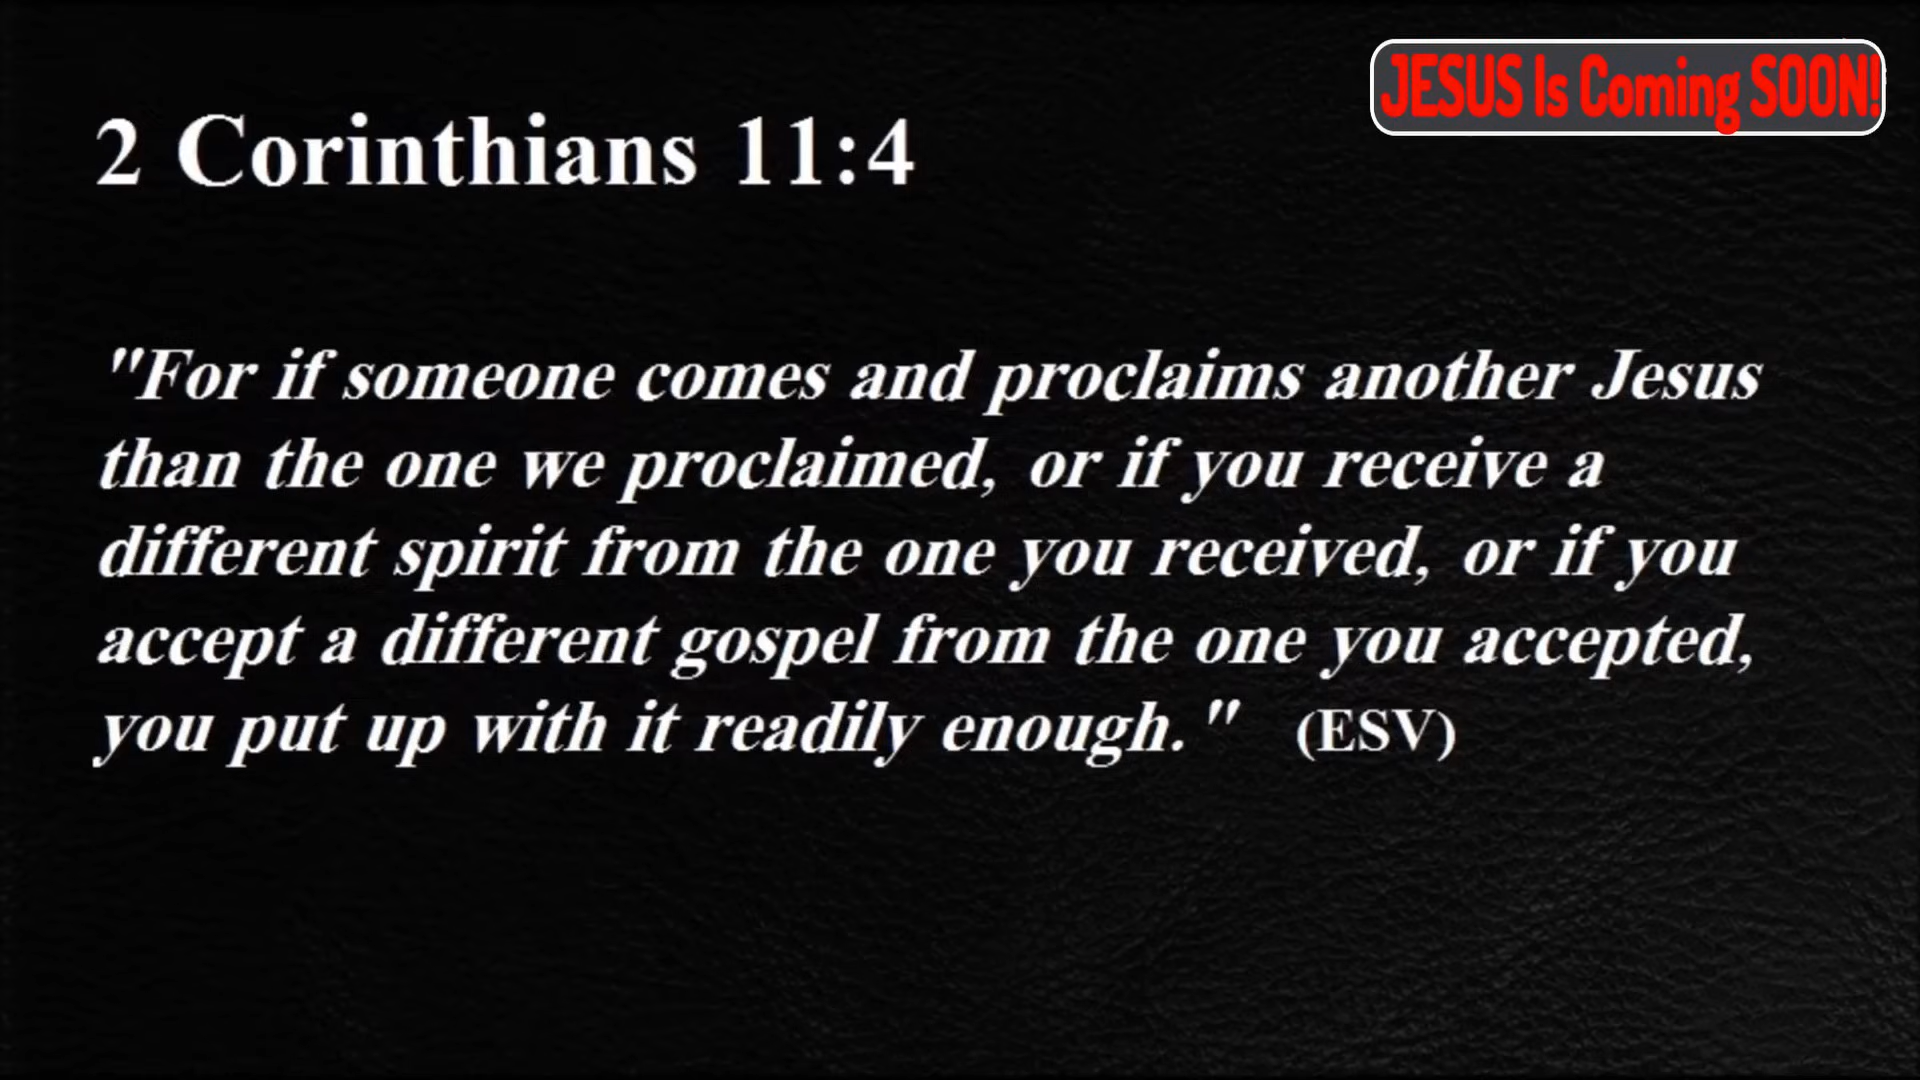 JESUS Is Coming SOON!
2 Corinthians 11:4
"For if someone comes and proclaims another Jesus
than the one we proclaimed, or if you receive a
different spirit from the one you received, or if you
accept a different gospel from the one you accepted,
you put up with it readily enough." (ESV)